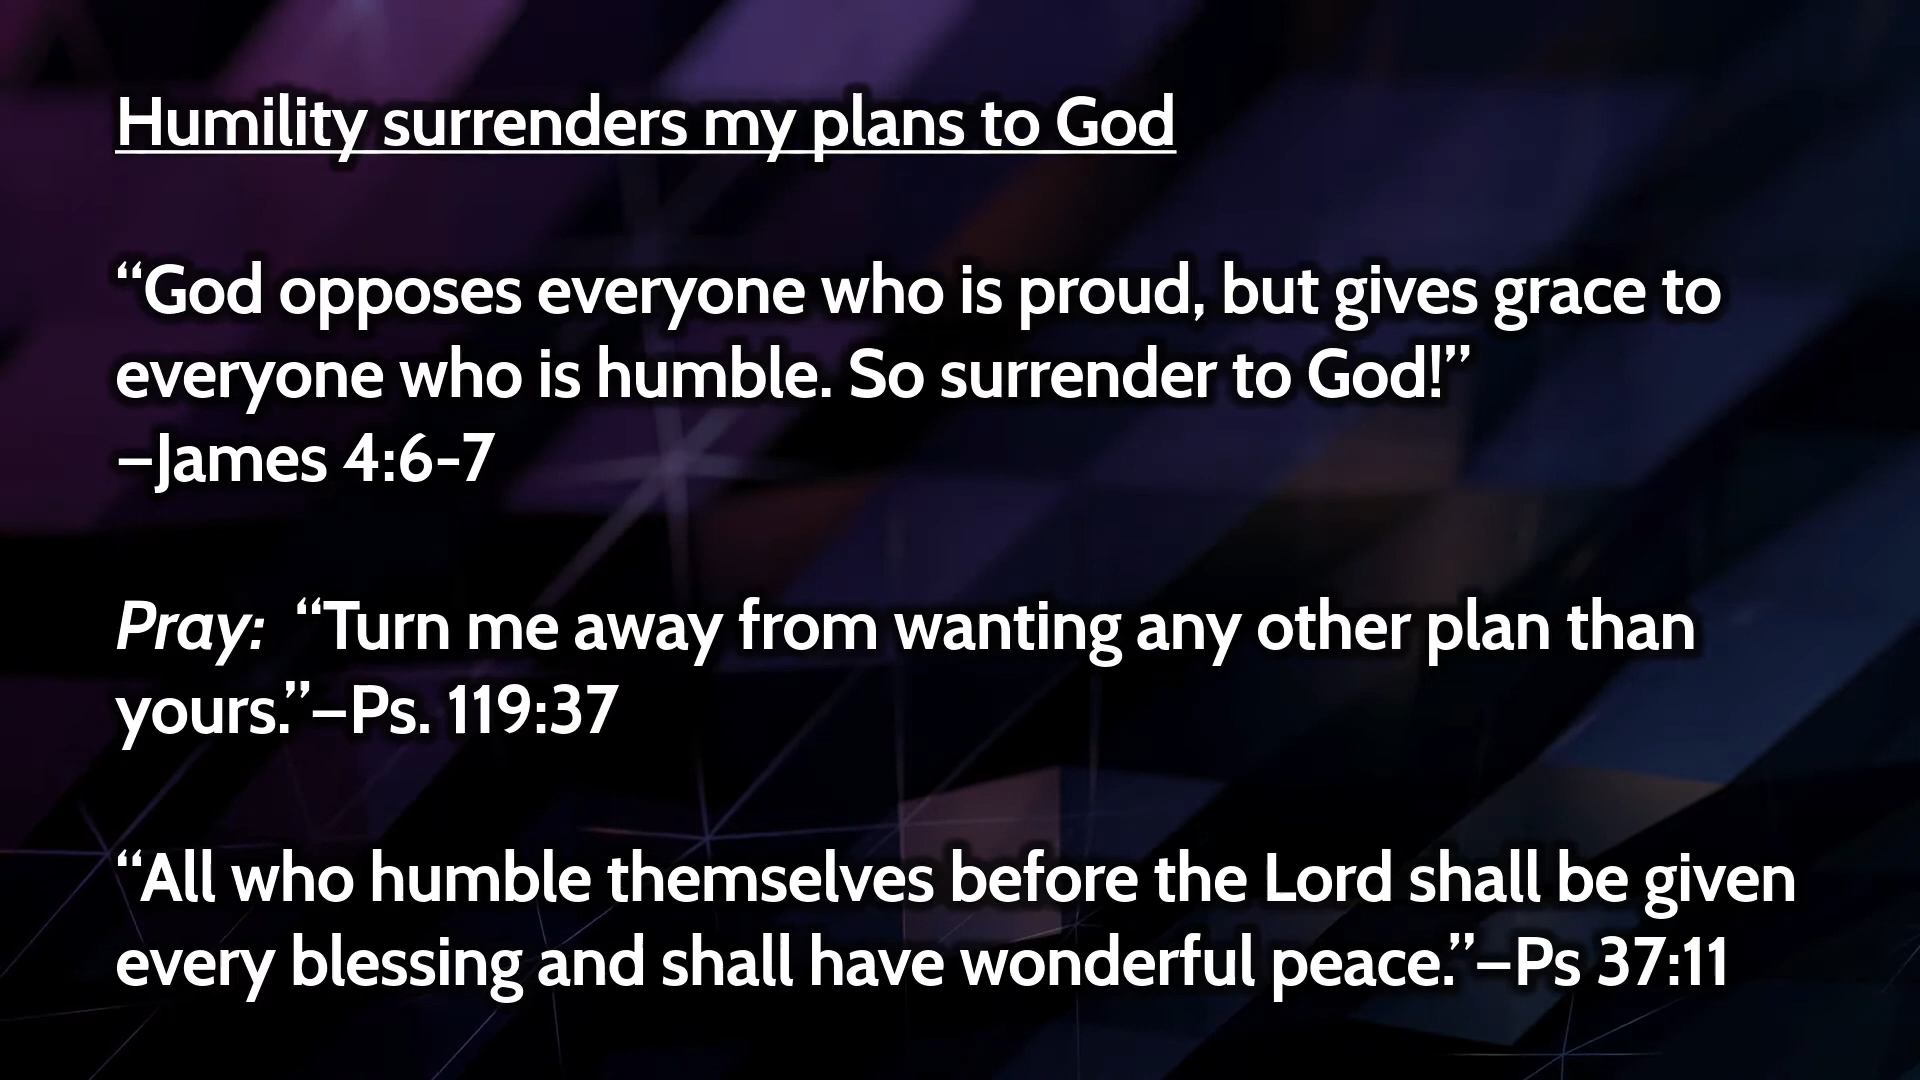 Humility surrenders my plans to God
“God opposes everyone who is proud, but gives grace to
everyone who is humble. So surrender to God!”
–James 4:6-7
Pray:  “Turn me away from wanting any other plan than
yours.”–Ps. 119:37
“All who humble themselves before the Lord shall be given
every blessing and shall have wonderful peace.”–Ps 37:11